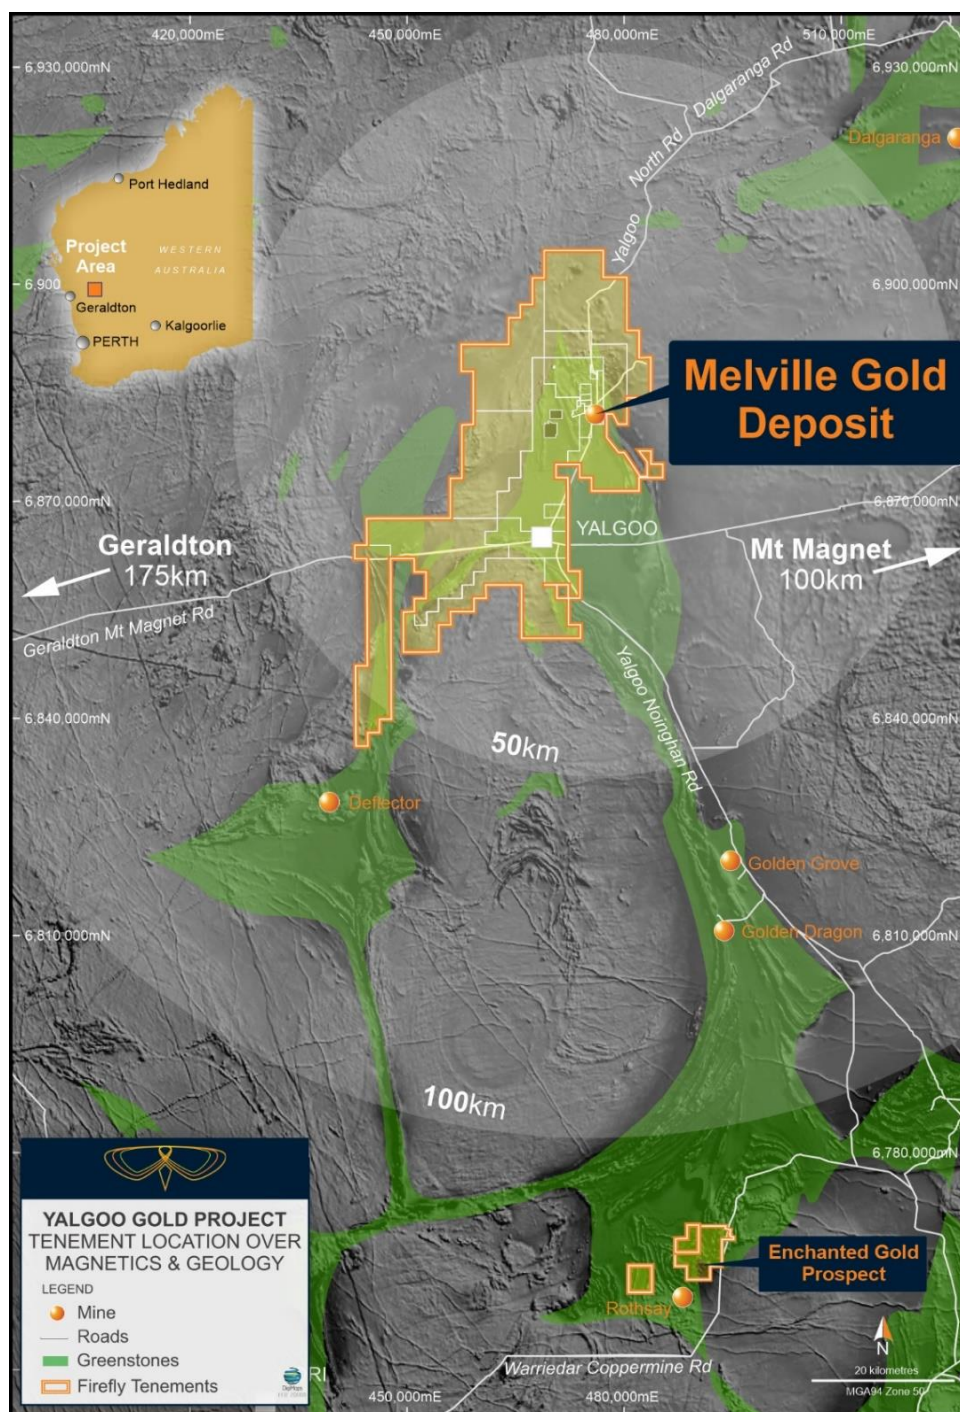 420,000mE
450,000mE
480,000mE
510,000mE
6,930,000mN
6,930,000mN
Dalgaranga Rd
North Rd
Yalgoo
Dalgaranga
Port Hedland
Project
Area
WESTERN
AUSTRALIA
Geraldton
Kalgoorlie
PERTH
6,900
6,900,000mN
Melville Gold
Deposit
6,870,000mN
6,870,000mN
YALGOO
Geraldton
175km
Mt Magnet
100km
Geraldton Mt Magnet Rd
Yalgoo Noinghan Rd
6,840,000mN
6,840,000mN
50km
Deflector
Golden Grove
Golden Dragon
6,810,000mN
6,810,000mN
100km
6,780,000mN
YALGOO GOLD PROJECT
TENEMENT LOCATION OVER
MAGNETICS & GEOLOGY
LEGEND
Mine
Roads
Greenstones
Firefly Tenements
DigMaps
RI
Enchanted Gold
Prospect
Rothsay
Warriedar Coppermine Rd
N
20 kilometres
MGA94 Zone 50
450,000mE
480,000mE